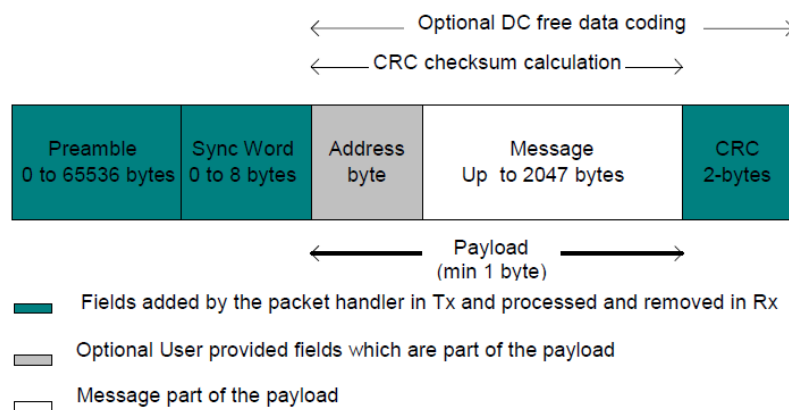 Optional DC free data coding
CRC checksum calculation
Preamble
0 to 65536 bytes
Sync Word
0 to 8 bytes
Address
byte
Message
Up to 2047 bytes
CRC
2-bytes
Payload
(min 1 byte)
Fields added by the packet handler in Tx and processed and removed in Rx
Optional User provided fields which are part of the payload
Message part of the payload